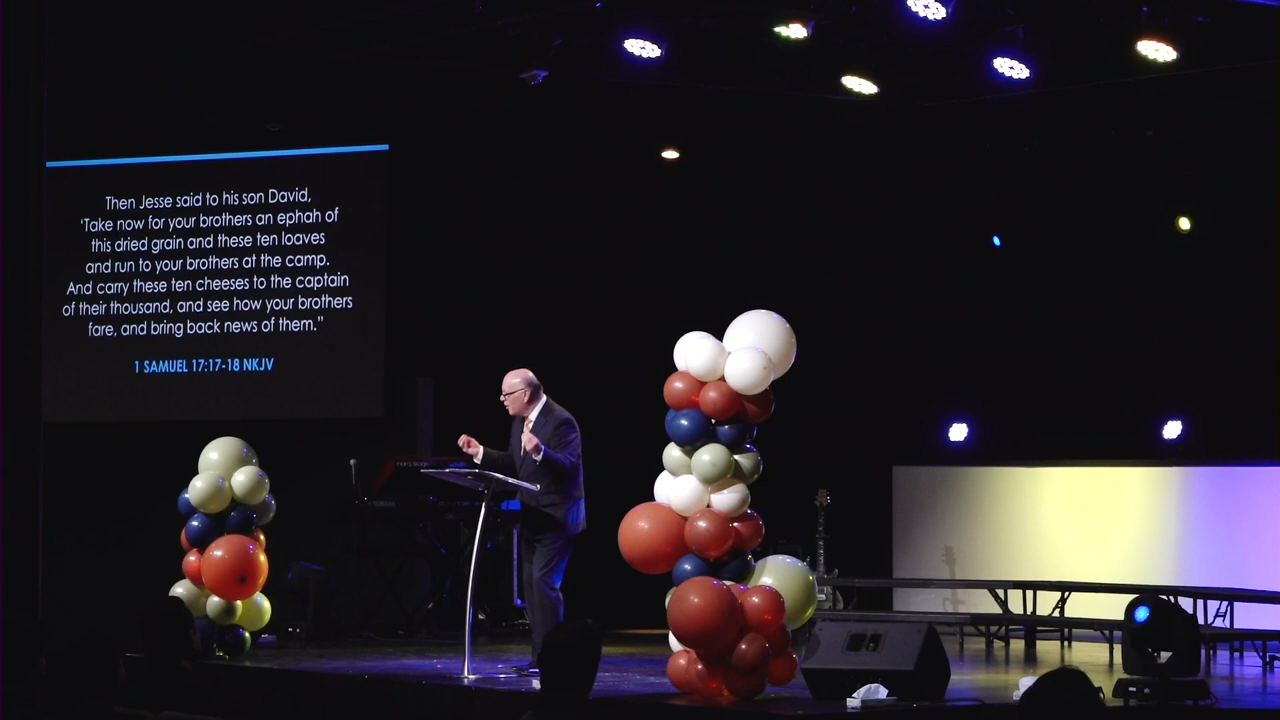 Then Jesse said to his son David,
‘Take now for your brothers an ephah of
this dried grain and these ten loaves
and run to your brothers at the camp.
And carry these ten cheeses to the captain
of their thousand, and see how your brothers
fare, and bring back news of them.”
1 SAMUEL 17:17-18 NKJV
YAMAHA